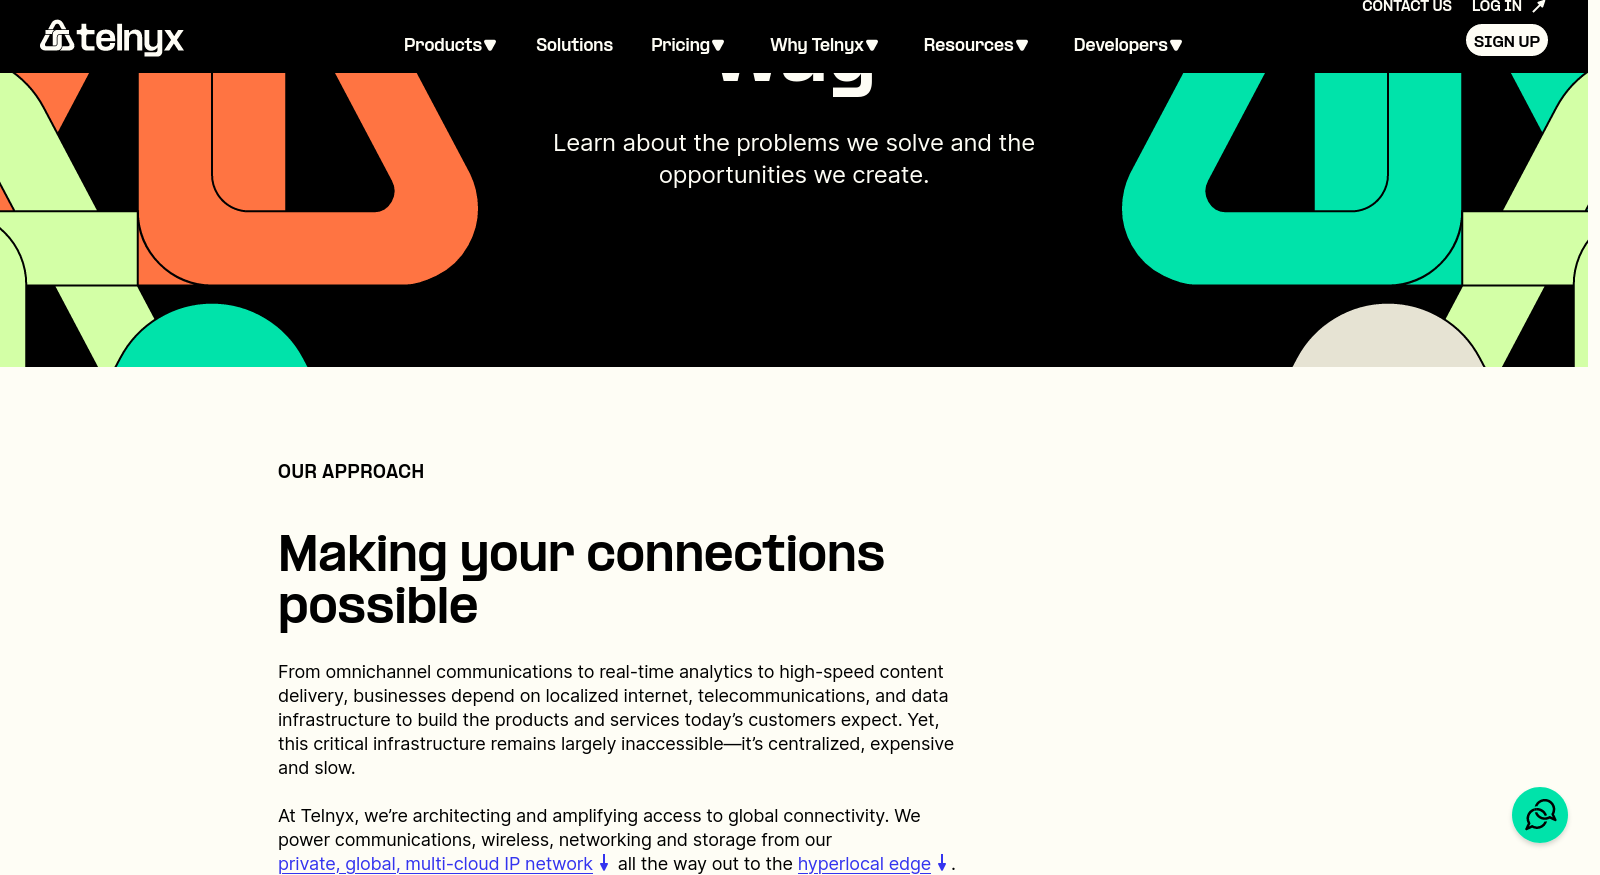 CONTACT US LOG IN
telnyx Products Solutions Pricing Why Telnyx Resources Developers SIGN UP
Learn about the problems we solve and the
opportunities we create.
OUR APPROACH
Making your connections
possible
From omnichannel communications to real-time analytics to high-speed content
delivery, businesses depend on localized internet, telecommunications, and data
infrastructure to build the products and services today’s customers expect. Yet,
this critical infrastructure remains largely inaccessible—it’s centralized, expensive
and slow.
At Telnyx, we’re architecting and amplifying access to global connectivity. We
power communications, wireless, networking and storage from our
private, global, multi-cloud IP network all the way out to the hyperlocal edge .